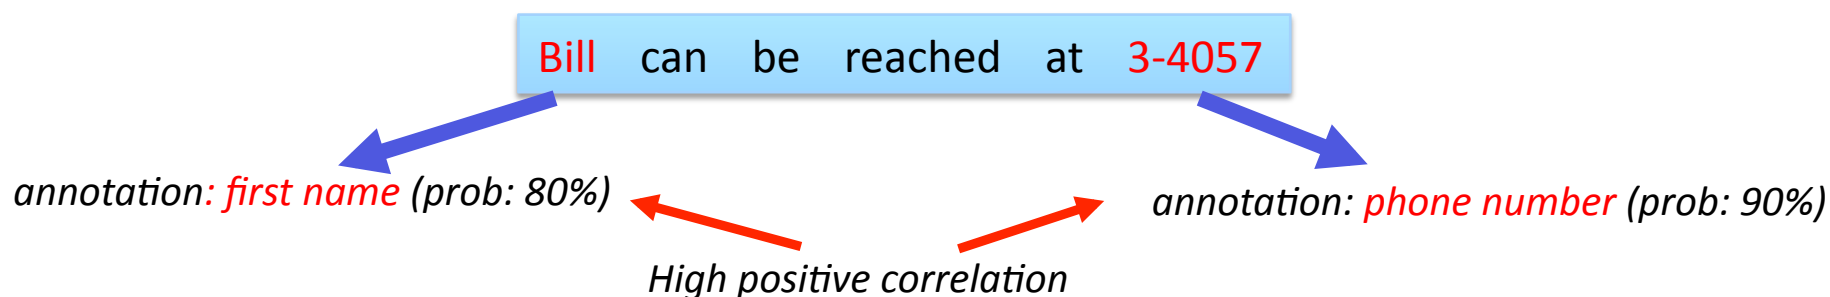 Bill can be reached at 3-4057
annotation: first name (prob: 80%)
annotation: phone number (prob: 90%)
High positive correlation